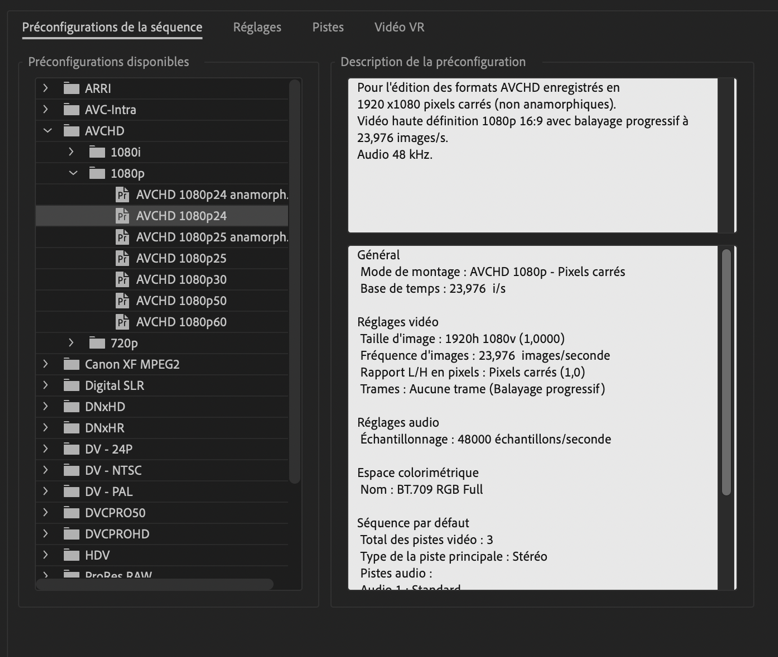 Préconfigurations de la séquence
Réglages
Pistes
Vidéo VR
Préconfigurations disponibles
ARRI
AVC-Intra
AVCHD
1080i
1080p
AVCHD 1080p24 anamorph.
AVCHD 1080p24
AVCHD 1080p25 anamorph.
AVCHD 1080p25
AVCHD 1080p30
AVCHD 1080p50
AVCHD 1080p60
720p
Canon XF MPEG2
Digital SLR
DNxHD
DNxHR
DV - 24P
DV - NTSC
DV - PAL
DVCPRO50
DVCPROHD
HDV
ProRes RAW
Description de la préconfiguration
Pour l'édition des formats AVCHD enregistrés en
1920 x1080 pixels carrés (non anamorphiques).
Vidéo haute définition 1080p 16:9 avec balayage progressif à
23,976 images/s.
Audio 48 kHz.
Général
Mode de montage : AVCHD 1080p - Pixels carrés
Base de temps : 23,976 i/s
Réglages vidéo
Taille d'image : 1920h 1080v (1,0000)
Fréquence d'images : 23,976 images/seconde
Rapport L/H en pixels : Pixels carrés (1,0)
Trames : Aucune trame (Balayage progressif)
Réglages audio
Échantillonnage : 48000 échantillons/seconde
Espace colorimétrique
Nom : BT.709 RGB Full
Séquence par défaut
Total des pistes vidéo : 3
Type de la piste principale : Stéréo
Pistes audio :
Audio 1 : Standard